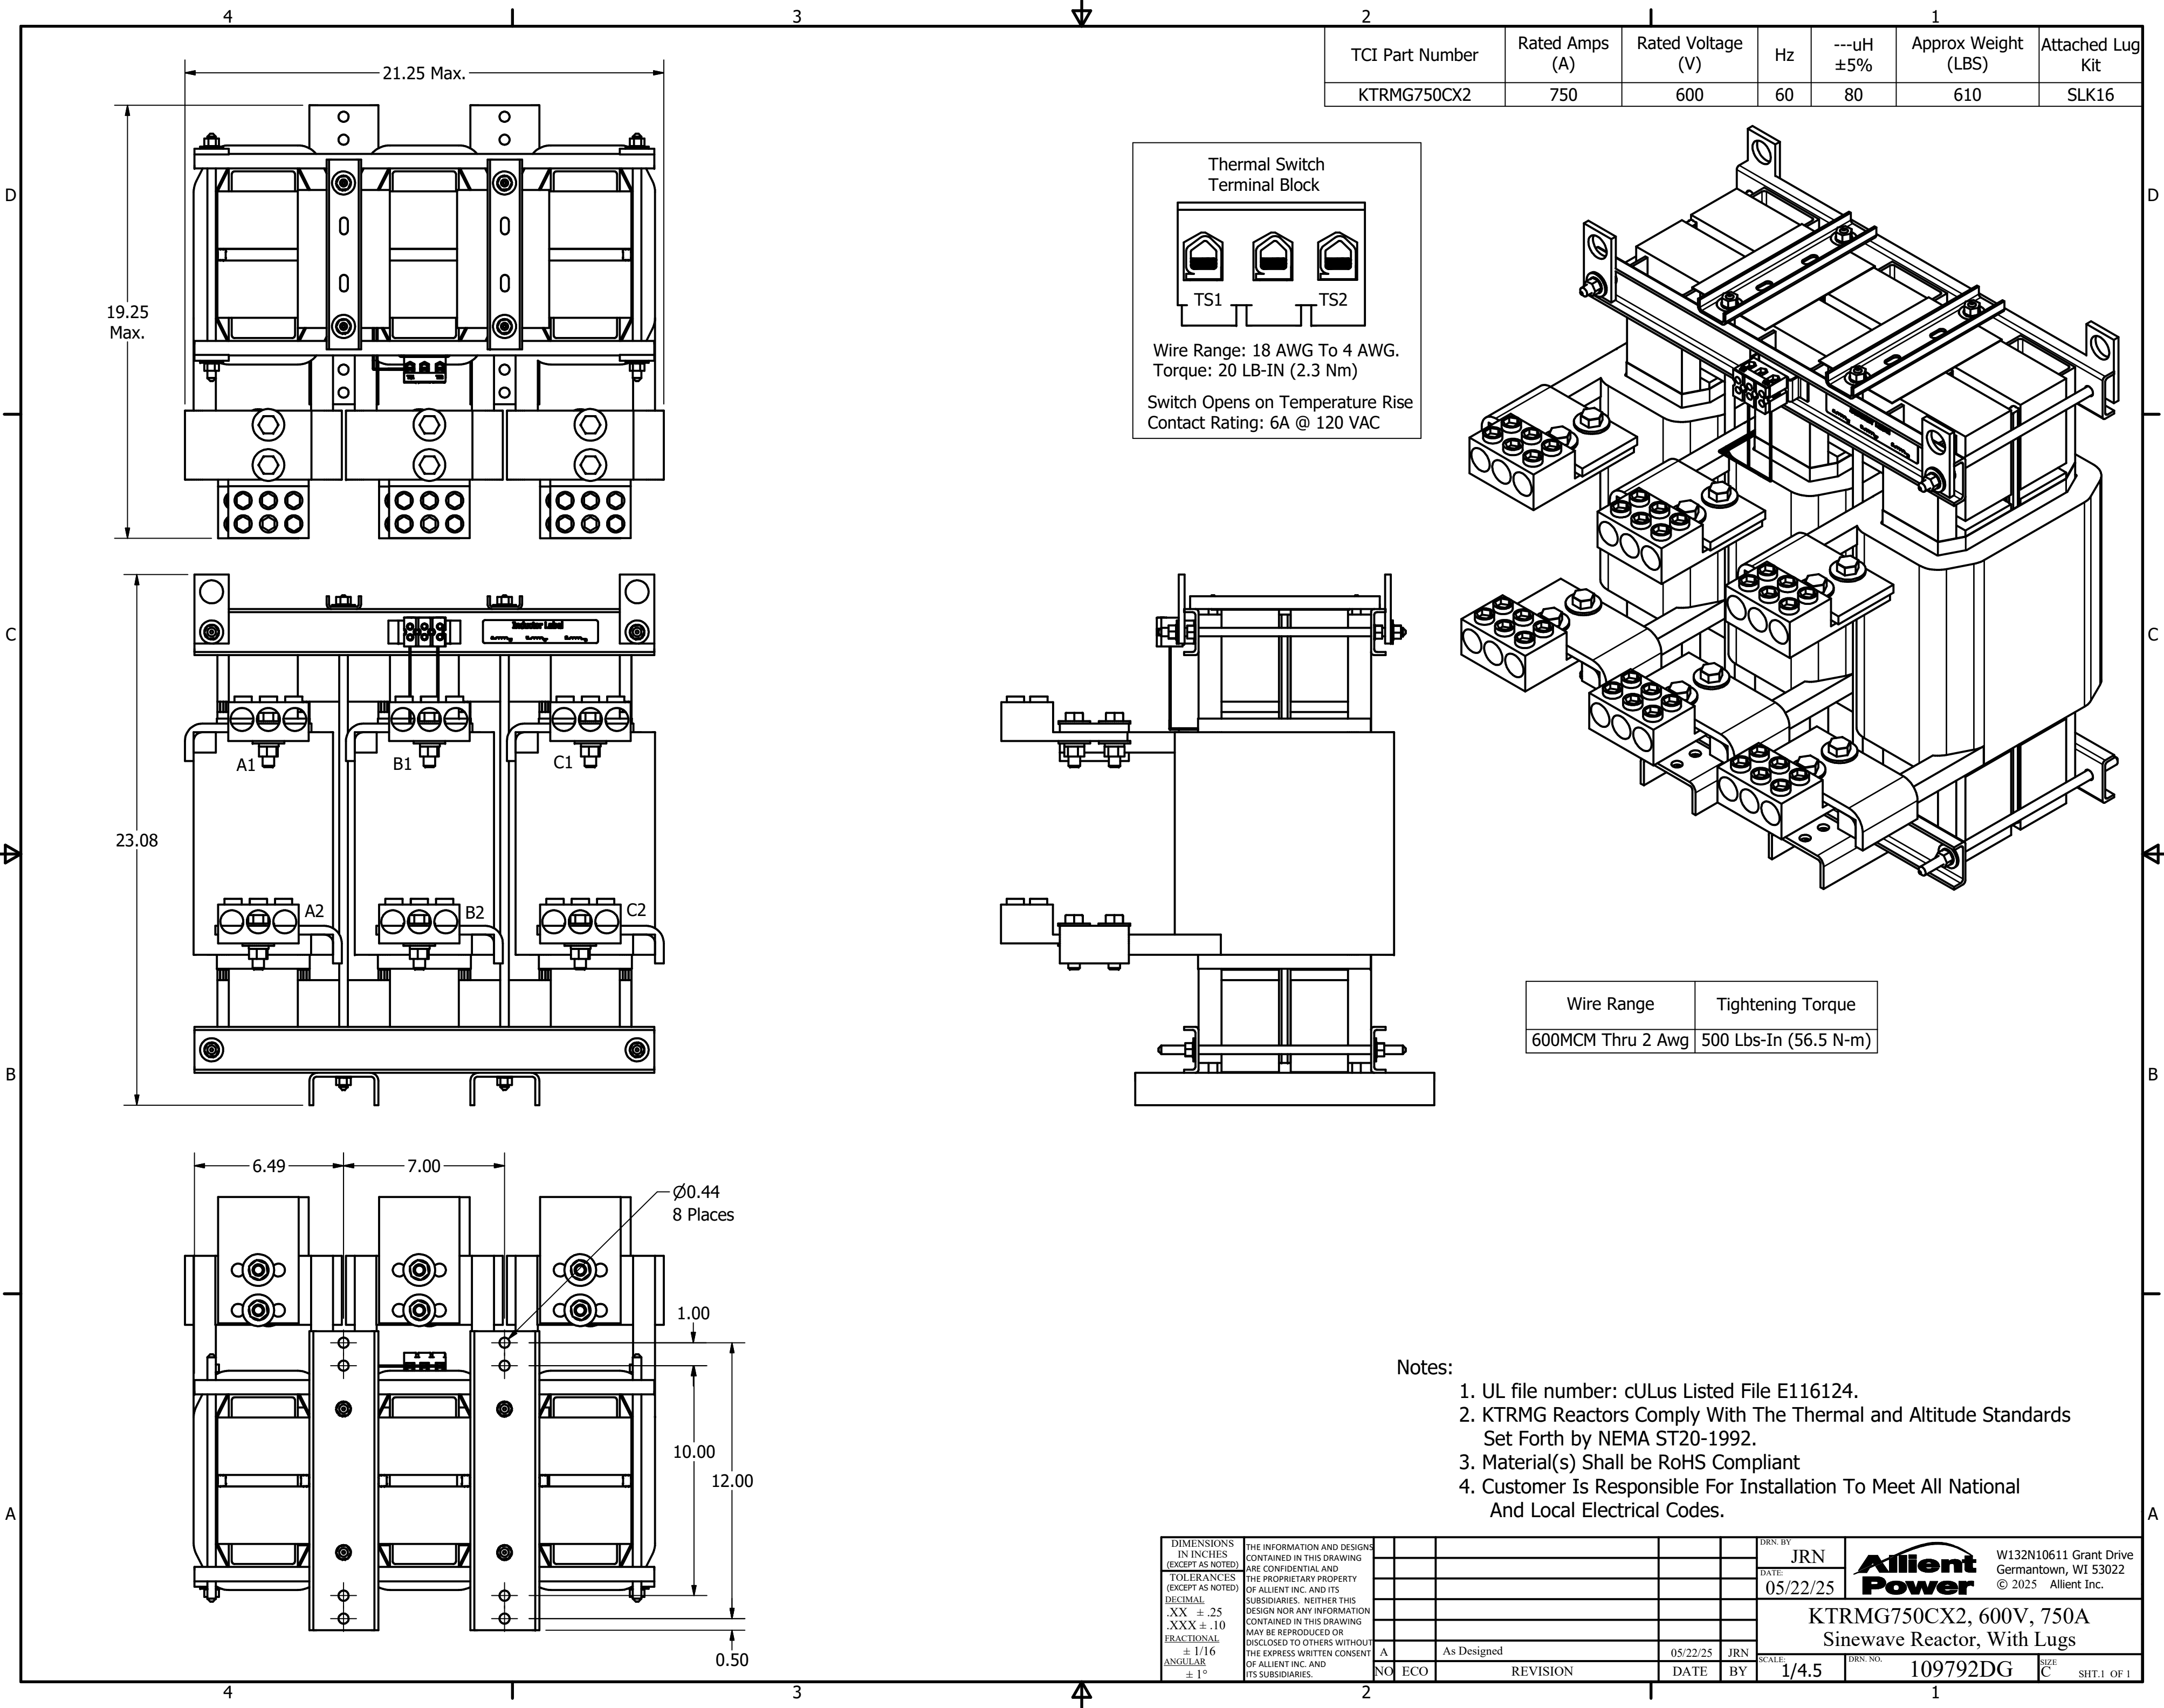 4 3 2 1
TCI Part Number Rated Amps (A) Rated Voltage (V) Hz ---uH ±5% Approx Weight (LBS) Attached Lug Kit
KTRMG750CX2 750 600 60 80 610 SLK16
21.25 Max.
19.25
Max.
D D
Thermal Switch
Terminal Block
TS1 TS2
Wire Range: 18 AWG To 4 AWG.
Torque: 20 LB-IN (2.3 Nm)
Switch Opens on Temperature Rise
Contact Rating: 6A @ 120 VAC
C C
Inductor Label
A1 B1 C1
23.08
A2 B2 C2
Wire Range Tightening Torque
600MCM Thru 2 Awg 500 Lbs-In (56.5 N-m)
B B
6.49 7.00
Ø0.44
8 Places
1.00
10.00
12.00
0.50
A A
Notes:
1. UL file number: cULus Listed File E116124.
2. KTRMG Reactors Comply With The Thermal and Altitude Standards
Set Forth by NEMA ST20-1992.
3. Material(s) Shall be RoHS Compliant
4. Customer Is Responsible For Installation To Meet All National
And Local Electrical Codes.
DIMENSIONS
IN INCHES
(EXCEPT AS NOTED)
TOLERANCES
(EXCEPT AS NOTED)
DECIMAL
.XX ± .25
.XXX ± .10
FRACTIONAL
± 1/16
ANGULAR
± 1°
THE INFORMATION AND DESIGNS
CONTAINED IN THIS DRAWING
ARE CONFIDENTIAL AND
THE PROPRIETARY PROPERTY
OF ALLIENT INC. AND ITS
SUBSIDIARIES. NEITHER THIS
DESIGN NOR ANY INFORMATION
CONTAINED IN THIS DRAWING
MAY BE REPRODUCED OR
DISCLOSED TO OTHERS WITHOUT
THE EXPRESS WRITTEN CONSENT
OF ALLIENT INC. AND
ITS SUBSIDIARIES.
A As Designed 05/22/25 JRN
NO ECO REVISION DATE BY
DRN. BY
JRN
DATE:
05/22/25
Allient
Power
W132N10611 Grant Drive
Germantown, WI 53022
© 2025 Allient Inc.
KTRMG750CX2, 600V, 750A
Sinewave Reactor, With Lugs
SCALE: 1/4.5
DRN. NO. 109792DG
SIZE C
SHT.1 OF 1
4 3 2 1